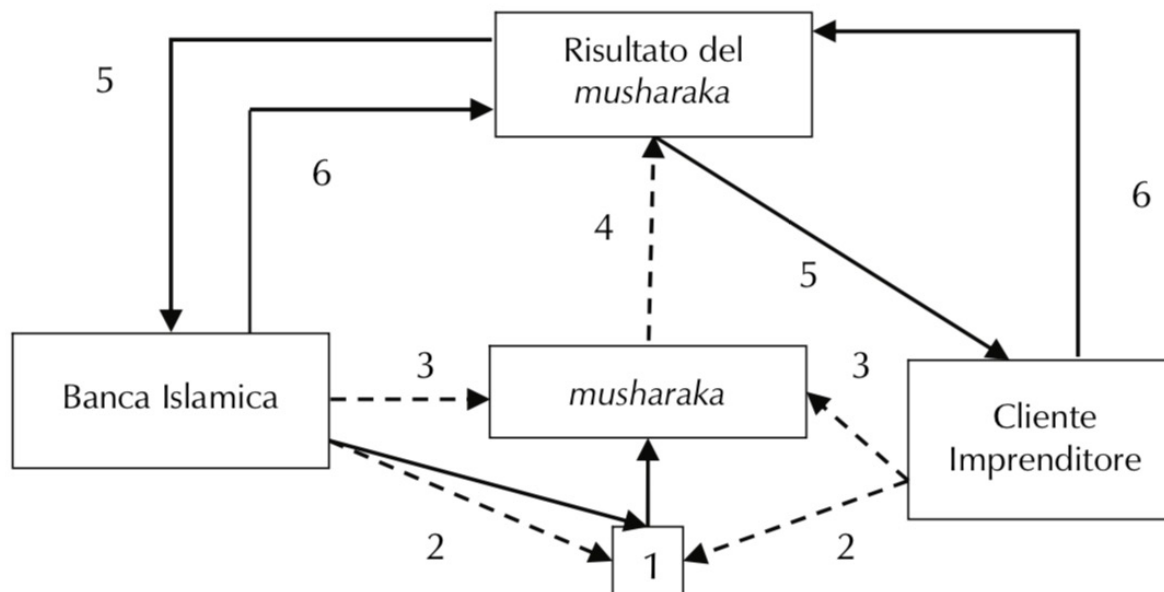 Risultato del
musharaka
5
6
6
4
5
Banca Islamica
3
musharaka
3
Cliente
Imprenditore
2
1
2